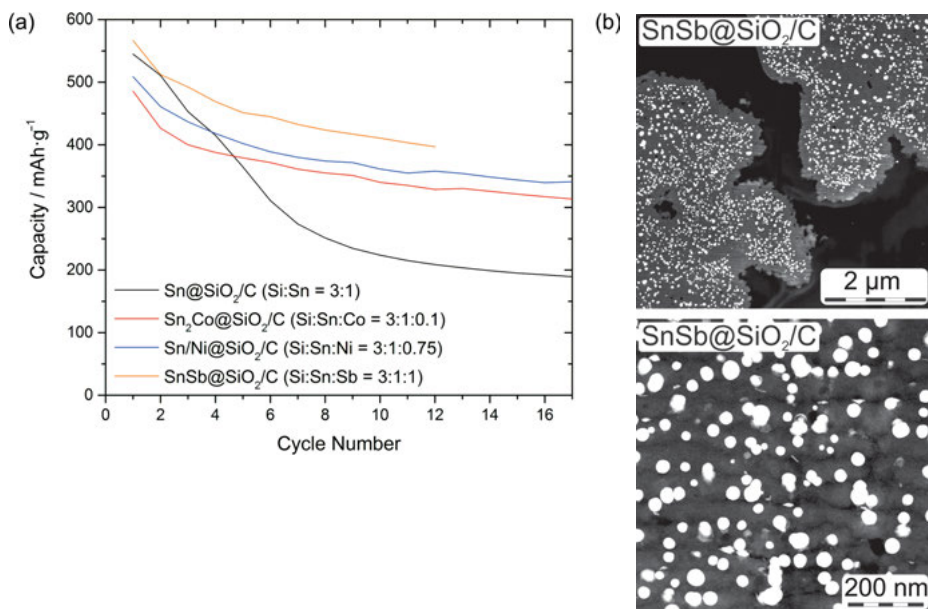 (a)
600
500
400
300
200
100
0
Capacity / mAh·g⁻¹
Sn@SiO₂/C (Si:Sn = 3:1)
Sn₂Co@SiO₂/C (Si:Sn:Co = 3:1:0.1)
Sn/Ni@SiO₂/C (Si:Sn:Ni = 3:1:0.75)
SnSb@SiO₂/C (Si:Sn:Sb = 3:1:1)
0 2 4 6 8 10 12 14 16
Cycle Number
(b)
SnSb@SiO₂/C
2 µm
SnSb@SiO₂/C
200 nm